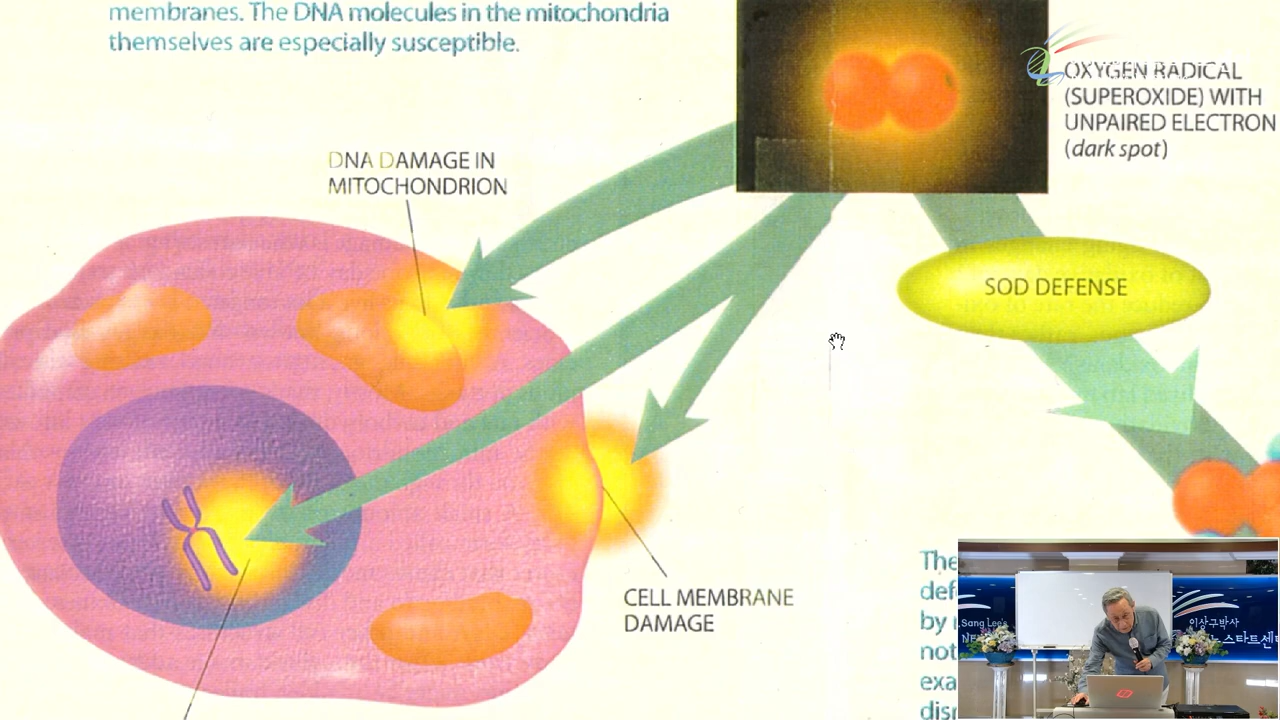 membranes. The DNA molecules in the mitochondria
themselves are especially susceptible.
OXYGEN RADICAL
(SUPEROXIDE) WITH
UNPAIRED ELECTRON
(dark spot)
DNA DAMAGE IN
MITOCHONDRION
SOD DEFENSE
CELL MEMBRANE
DAMAGE
The
def
by
not
exa
disr
Sang Lee's
NE
이상구박사
스타트센